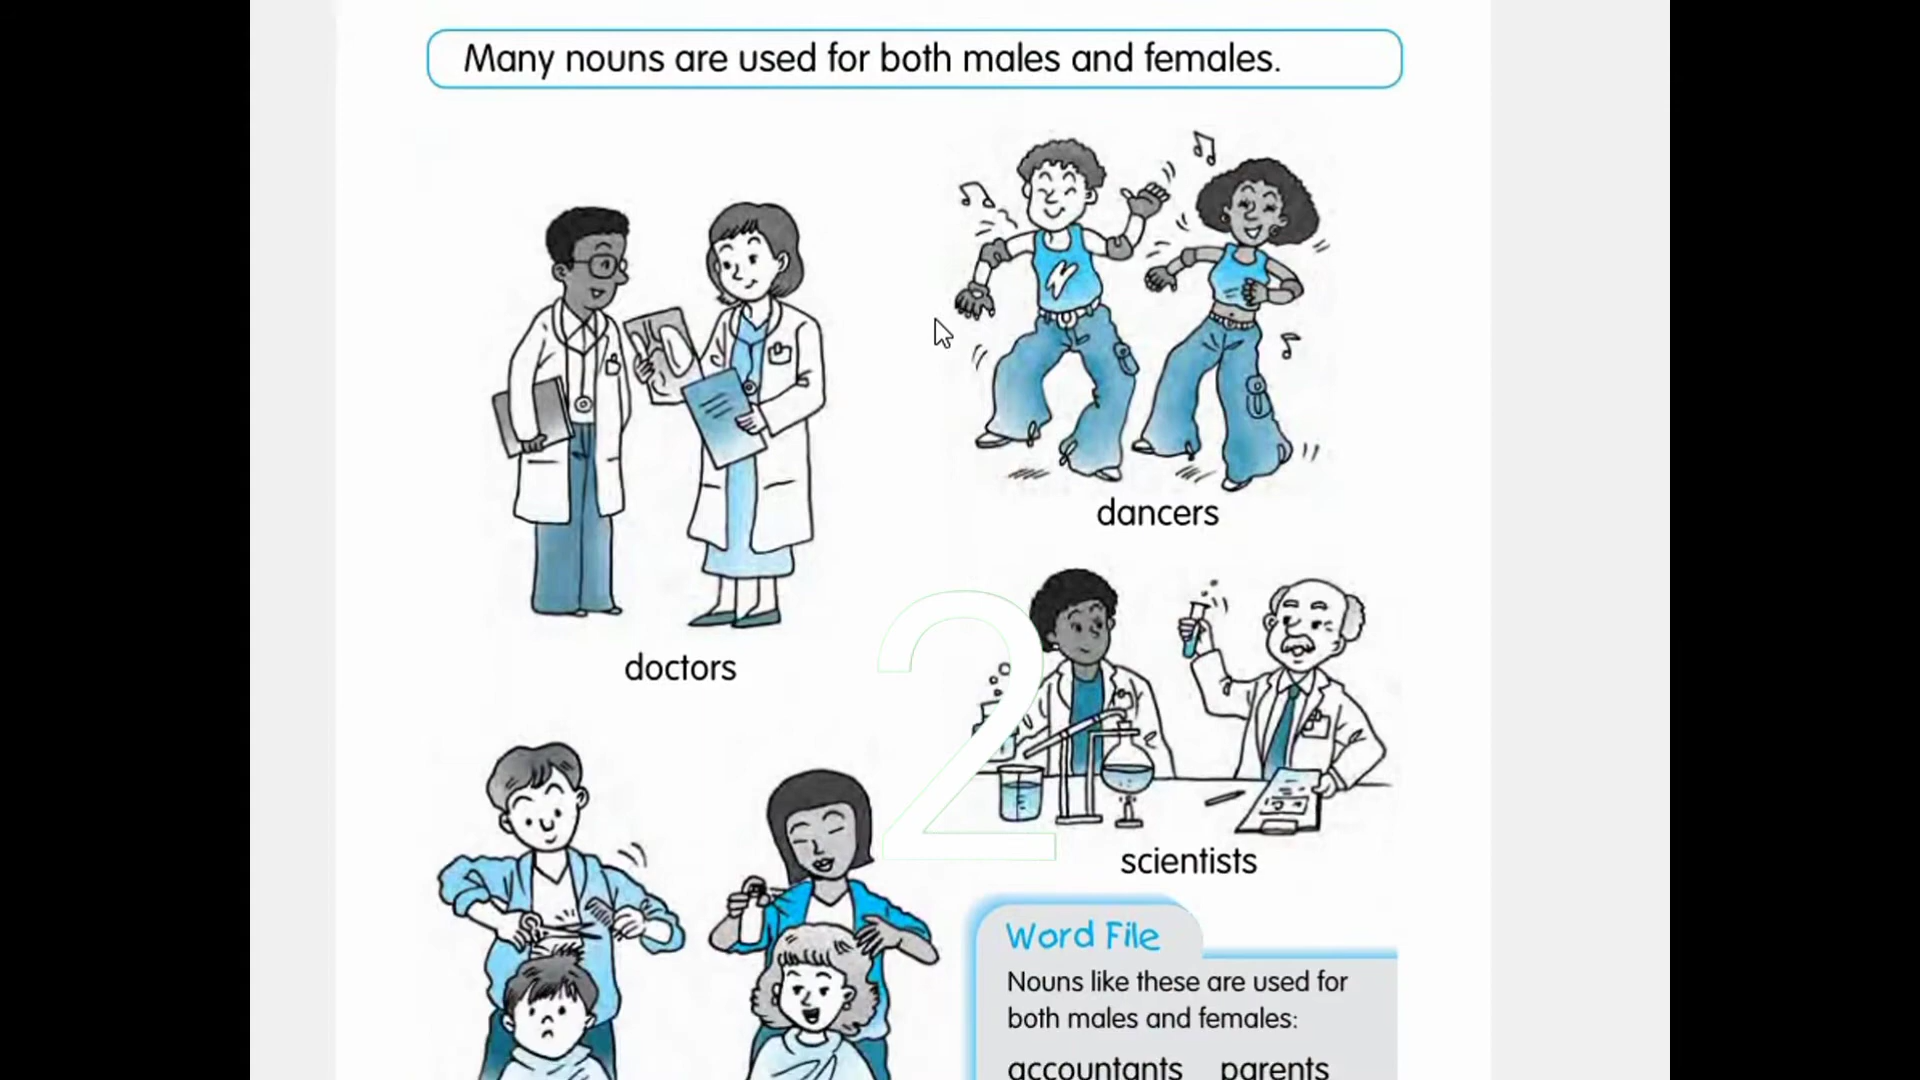 Many nouns are used for both males and females.
dancers
doctors
2
scientists
Word File
Nouns like these are used for
both males and females:
accountants parents